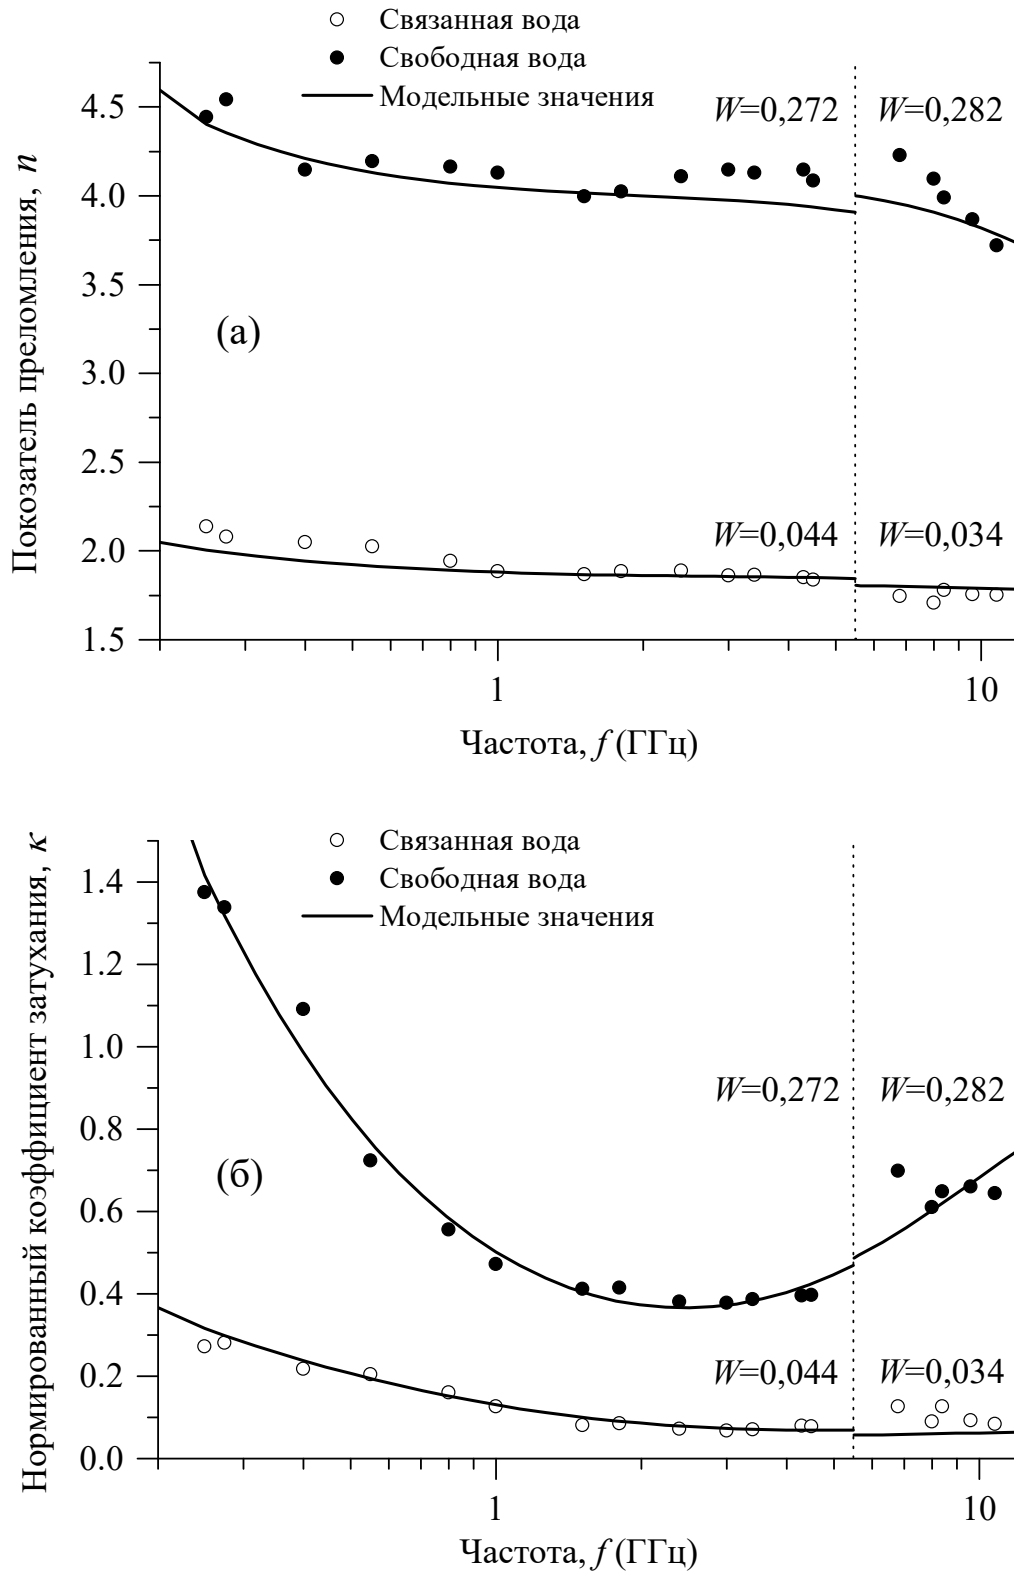 Связанная вода
Свободная вода
Модельные значения
W=0,272
W=0,282
4.5
4.0
3.5
3.0
2.5
2.0
1.5
Покозатель преломления, n
(а)
W=0,044
W=0,034
1
10
Частота, f (ГГц)
Связанная вода
Свободная вода
Модельные значения
1.4
1.2
1.0
0.8
0.6
0.4
0.2
0.0
Нормированный коэффициент затухания, κ
W=0,272
W=0,282
(б)
W=0,044
W=0,034
1
10
Частота, f (ГГц)